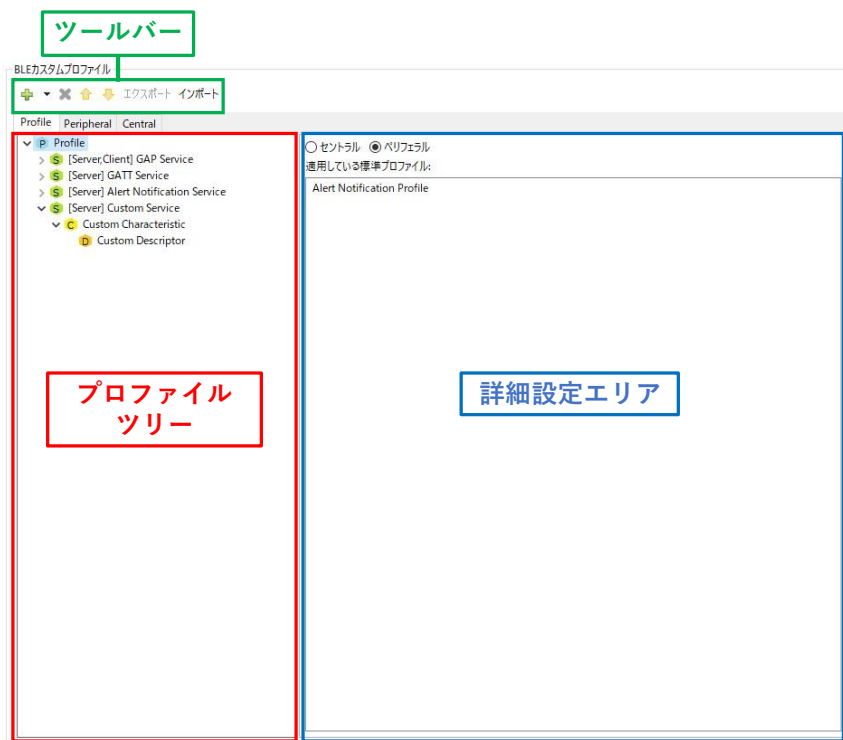 ツールバー
BLEカスタムプロファイル
エクスポート インポート
Profile Peripheral Central
P Profile
S [Server,Client] GAP Service
S [Server] GATT Service
S [Server] Alert Notification Service
S [Server] Custom Service
C Custom Characteristic
D Custom Descriptor
セントラル ペリフェラル
適用している標準プロファイル:
Alert Notification Profile
プロファイル
ツリー
詳細設定エリア